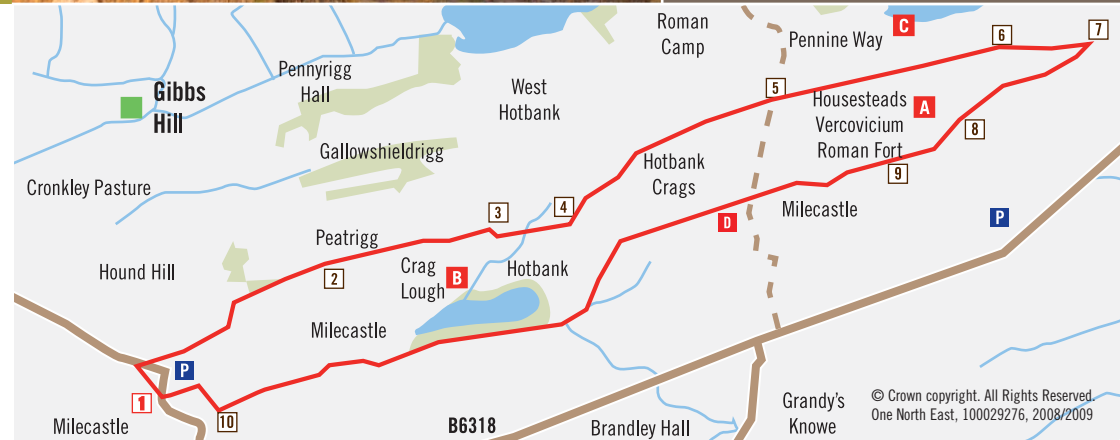 Roman
Camp
Pennine Way
C
6
7
Pennyrigg
Hall
Gibbs
Hill
West
Hotbank
5
Housesteads
Vercovicium
Roman Fort
A
8
Gallowshieldrigg
Hotbank
Crags
9
Cronkley Pasture
3
4
Milecastle
P
D
Peatrigg
2
Hound Hill
Crag
Lough
B
Hotbank
Milecastle
P
1
10
Milecastle
B6318
Brandley Hall
Grandy's
Knowe
© Crown copyright. All Rights Reserved.
One North East, 100029276, 2008/2009